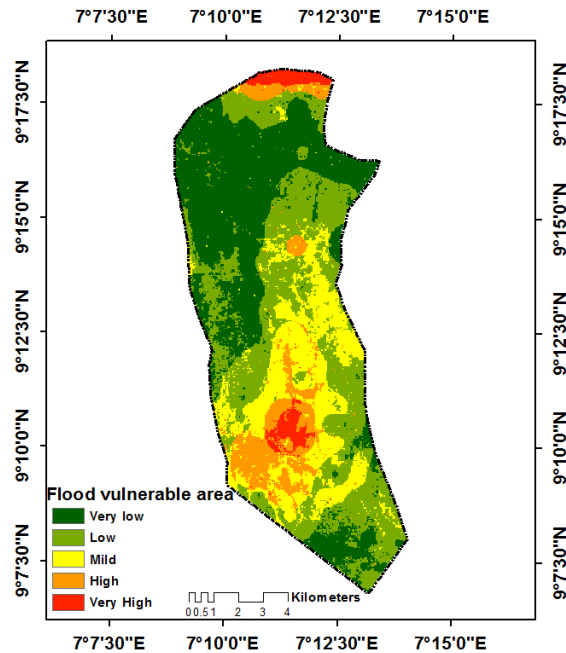 7°7'30"E 7°10'0"E 7°12'30"E 7°15'0"E
9°17'30"N 9°17'30"N
9°15'0"N 9°15'0"N
9°12'30"N 9°12'30"N
9°10'0"N 9°10'0"N
9°7'30"N 9°7'30"N
Flood vulnerable area
Very low
Low
Mild
High
Very High
Kilometers
0 0.5 1 2 3 4
7°7'30"E 7°10'0"E 7°12'30"E 7°15'0"E